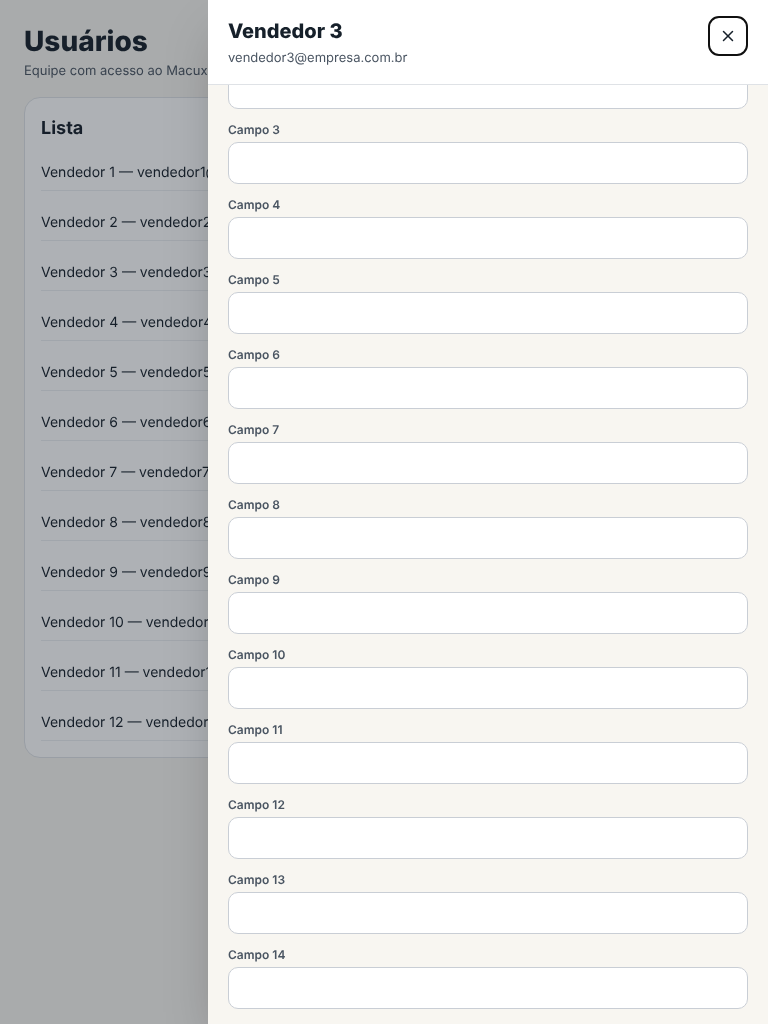 Usuários
Equipe com acesso ao Macux
Lista
Vendedor 1 — vendedor1
Vendedor 2 — vendedor2
Vendedor 3 — vendedor3
Vendedor 4 — vendedor4
Vendedor 5 — vendedor5
Vendedor 6 — vendedor6
Vendedor 7 — vendedor7
Vendedor 8 — vendedor8
Vendedor 9 — vendedor9
Vendedor 10 — vendedor
Vendedor 11 — vendedor1
Vendedor 12 — vendedor
Vendedor 3
vendedor3@empresa.com.br
Campo 3
Campo 4
Campo 5
Campo 6
Campo 7
Campo 8
Campo 9
Campo 10
Campo 11
Campo 12
Campo 13
Campo 14